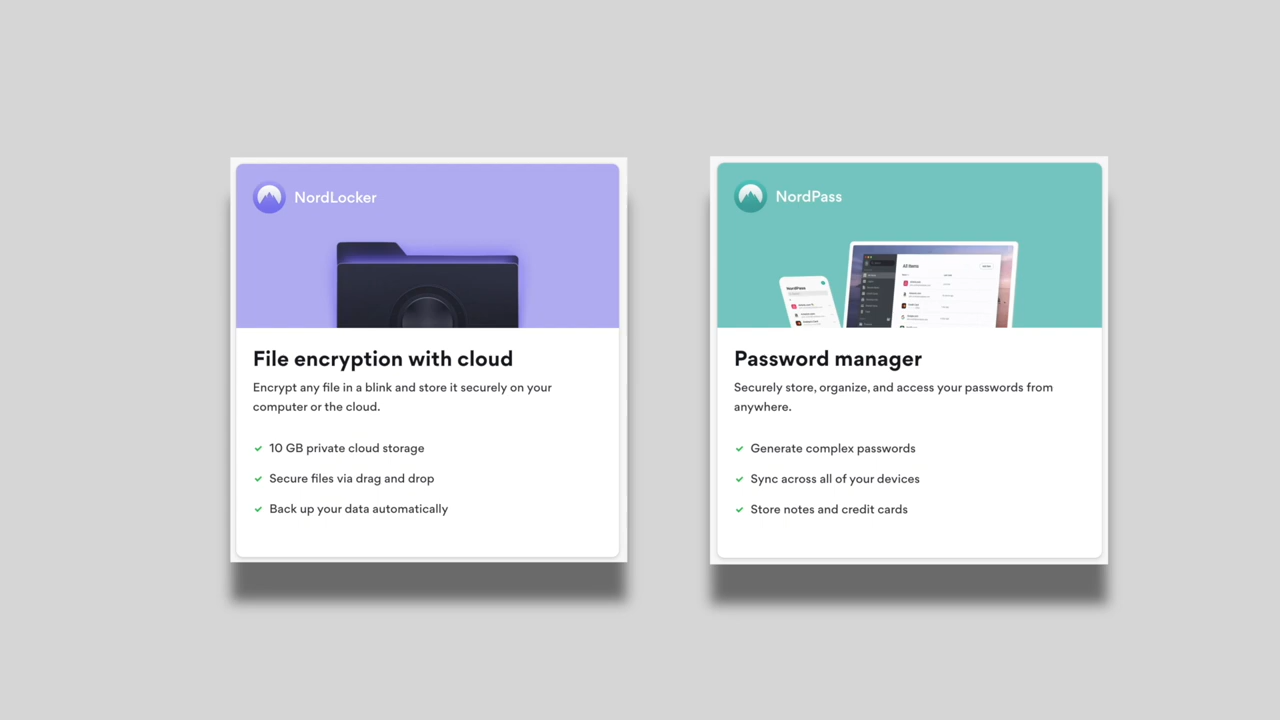 NordLocker
File encryption with cloud
Encrypt any file in a blink and store it securely on your
computer or the cloud.
10 GB private cloud storage
Secure files via drag and drop
Back up your data automatically
NordPass
All items
NordPass
Password manager
Securely store, organize, and access your passwords from
anywhere.
Generate complex passwords
Sync across all of your devices
Store notes and credit cards